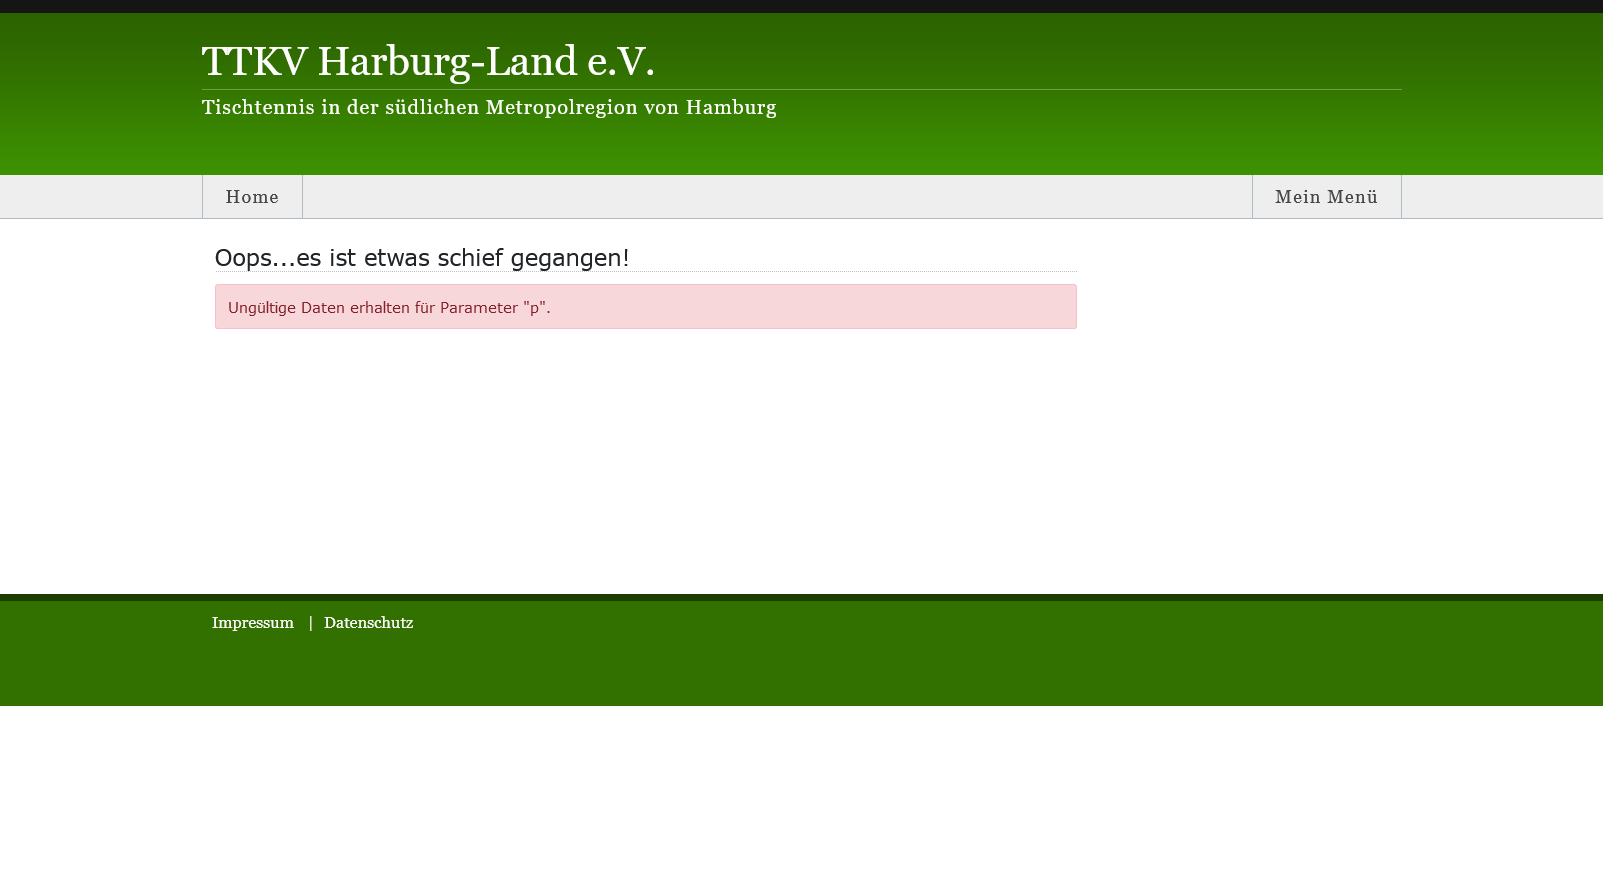 TTKV Harburg-Land e.V.
Tischtennis in der südlichen Metropolregion von Hamburg
Home
Mein Menü
Oops...es ist etwas schief gegangen!
Ungültige Daten erhalten für Parameter "p".
Impressum | Datenschutz